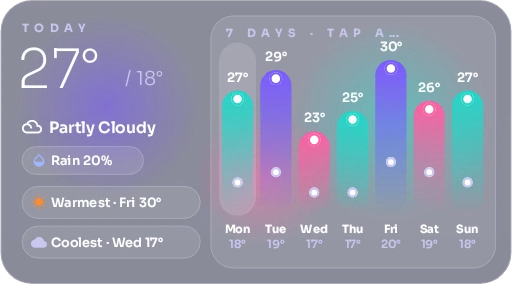 TODAY
27° / 18°
Partly Cloudy
Rain 20%
Warmest · Fri 30°
Coolest · Wed 17°
7 DAYS · TAP A…
27° 29° 23° 25° 30° 26° 27°
Mon Tue Wed Thu Fri Sat Sun
18° 19° 17° 17° 20° 19° 18°